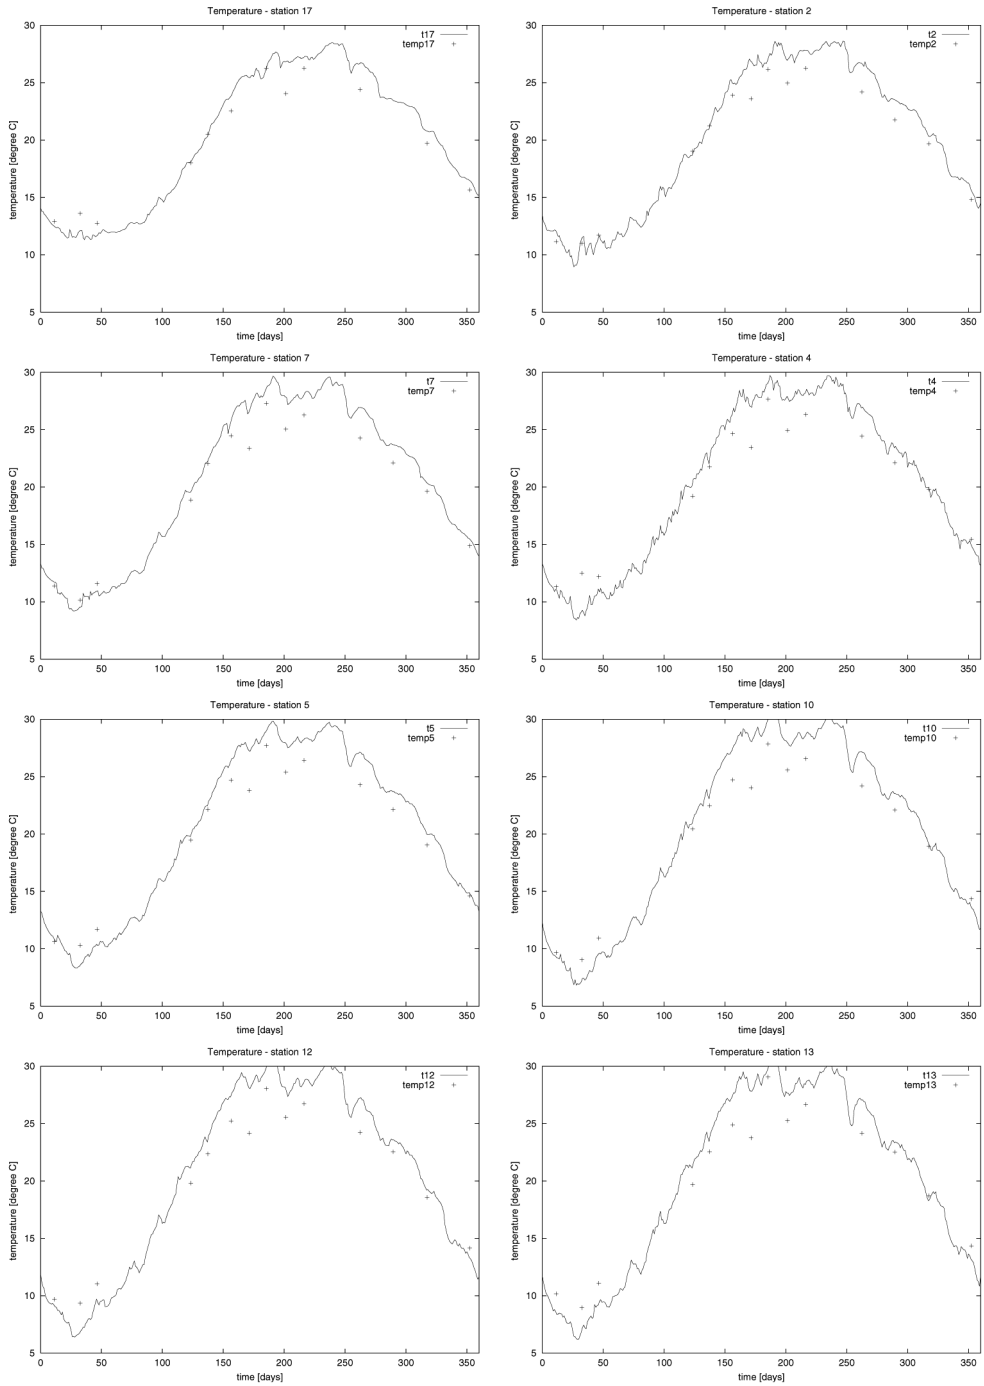 Temperature - station 17
t17
temp17
temperature [degree C]
30
25
20
15
10
5
0 50 100 150 200 250 300 350
time [days]
Temperature - station 2
t2
temp2
temperature [degree C]
30
25
20
15
10
5
0 50 100 150 200 250 300 350
time [days]
Temperature - station 7
t7
temp7
temperature [degree C]
30
25
20
15
10
5
0 50 100 150 200 250 300 350
time [days]
Temperature - station 4
t4
temp4
temperature [degree C]
30
25
20
15
10
5
0 50 100 150 200 250 300 350
time [days]
Temperature - station 5
t5
temp5
temperature [degree C]
30
25
20
15
10
5
0 50 100 150 200 250 300 350
time [days]
Temperature - station 10
t10
temp10
temperature [degree C]
30
25
20
15
10
5
0 50 100 150 200 250 300 350
time [days]
Temperature - station 12
t12
temp12
temperature [degree C]
30
25
20
15
10
5
0 50 100 150 200 250 300 350
time [days]
Temperature - station 13
t13
temp13
temperature [degree C]
30
25
20
15
10
5
0 50 100 150 200 250 300 350
time [days]